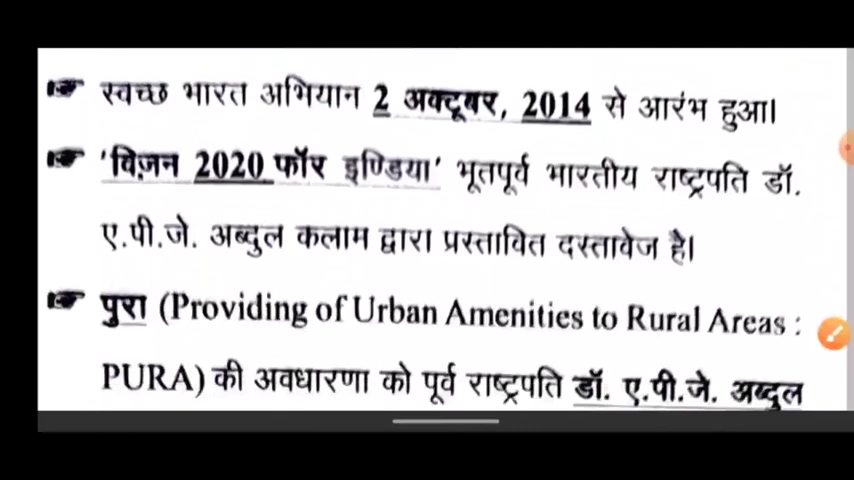 ☛ स्वच्छ भारत अभियान 2 अक्टूबर, 2014 से आरंभ हुआ।
☛ 'विज़न 2020 फॉर इण्डिया' भूतपूर्व भारतीय राष्ट्रपति डॉ.
ए.पी.जे. अब्दुल कलाम द्वारा प्रस्तावित दस्तावेज है।
☛ पुरा (Providing of Urban Amenities to Rural Areas :
PURA) की अवधारणा को पूर्व राष्ट्रपति डॉ. ए.पी.जे. अब्दुल